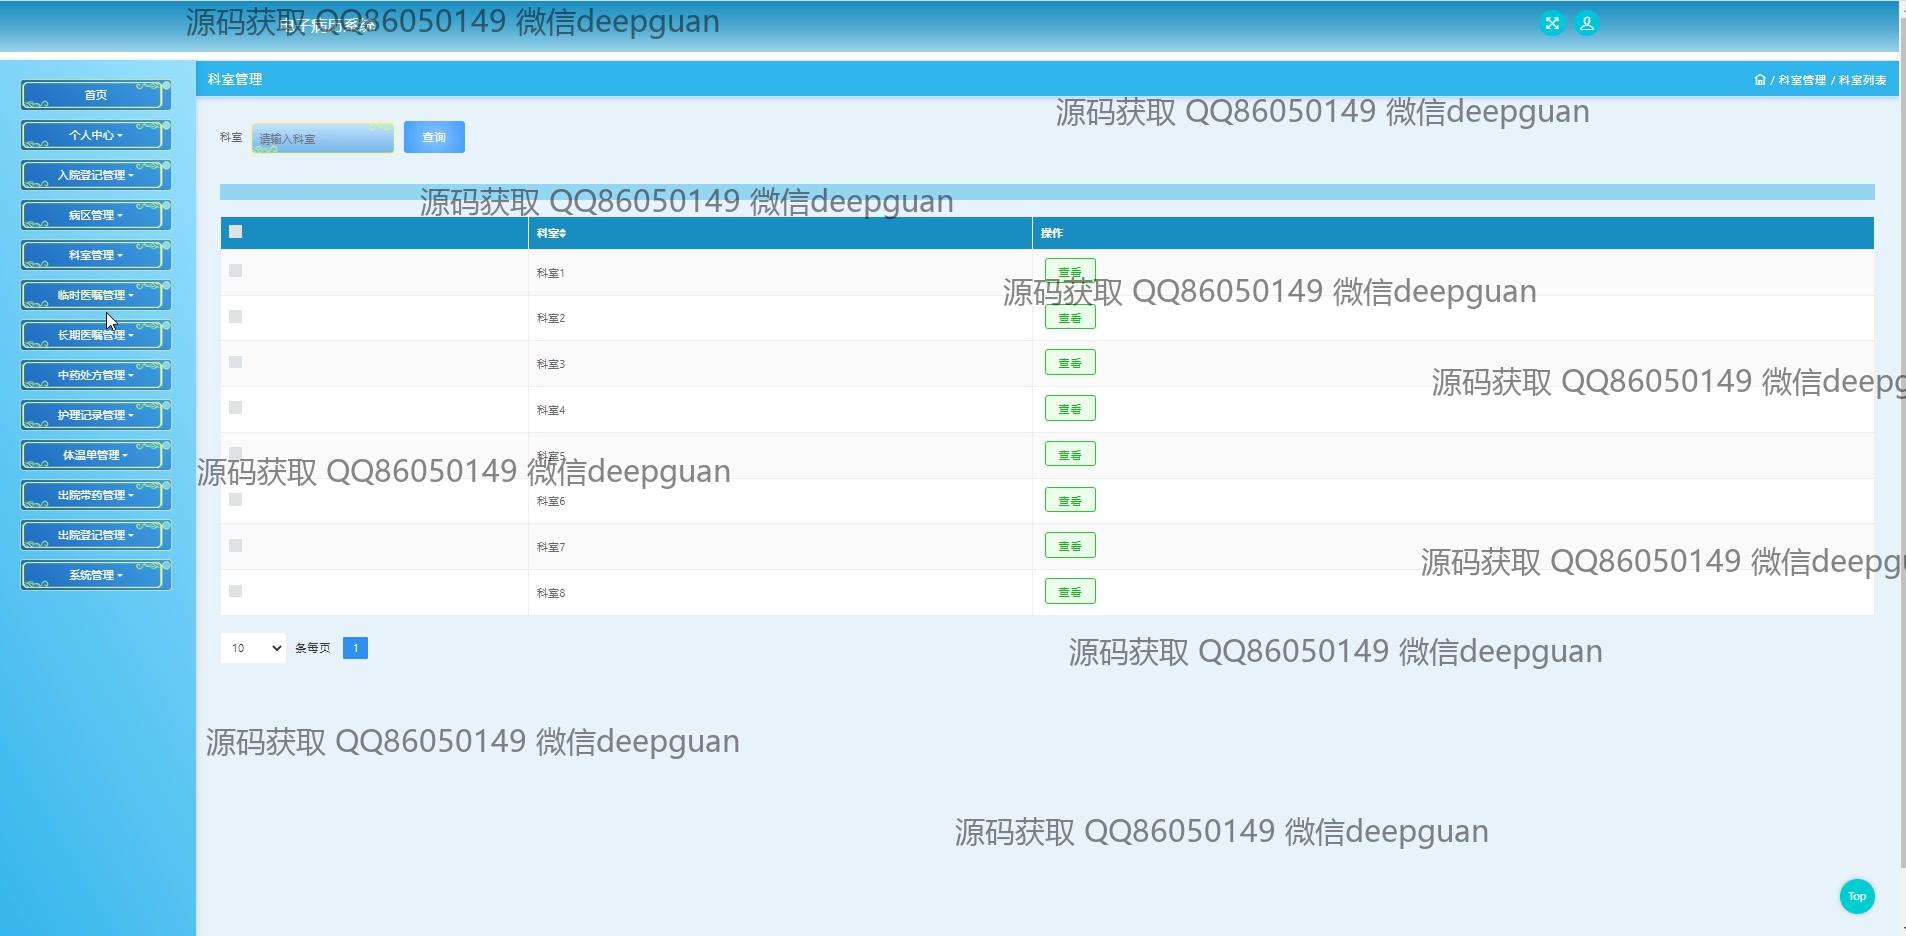 电子病历系统
源码获取 QQ86050149 微信deepguan
首页
个人中心
入院登记管理
病区管理
科室管理
临时医嘱管理
长期医嘱管理
中药处方管理
护理记录管理
体温单管理
出院带药管理
出院登记管理
系统管理
科室管理
/ 科室管理 / 科室列表
源码获取 QQ86050149 微信deepguan
科室 请输入科室 查询
源码获取 QQ86050149 微信deepguan
科室 操作
科室1 查看
源码获取 QQ86050149 微信deepguan
科室2 查看
科室3 查看
源码获取 QQ86050149 微信deepg
科室4 查看
科室5 查看
源码获取 QQ86050149 微信deepguan
科室6 查看
科室7 查看
源码获取 QQ86050149 微信deepgu
科室8 查看
10 条每页 1
源码获取 QQ86050149 微信deepguan
源码获取 QQ86050149 微信deepguan
源码获取 QQ86050149 微信deepguan
Top